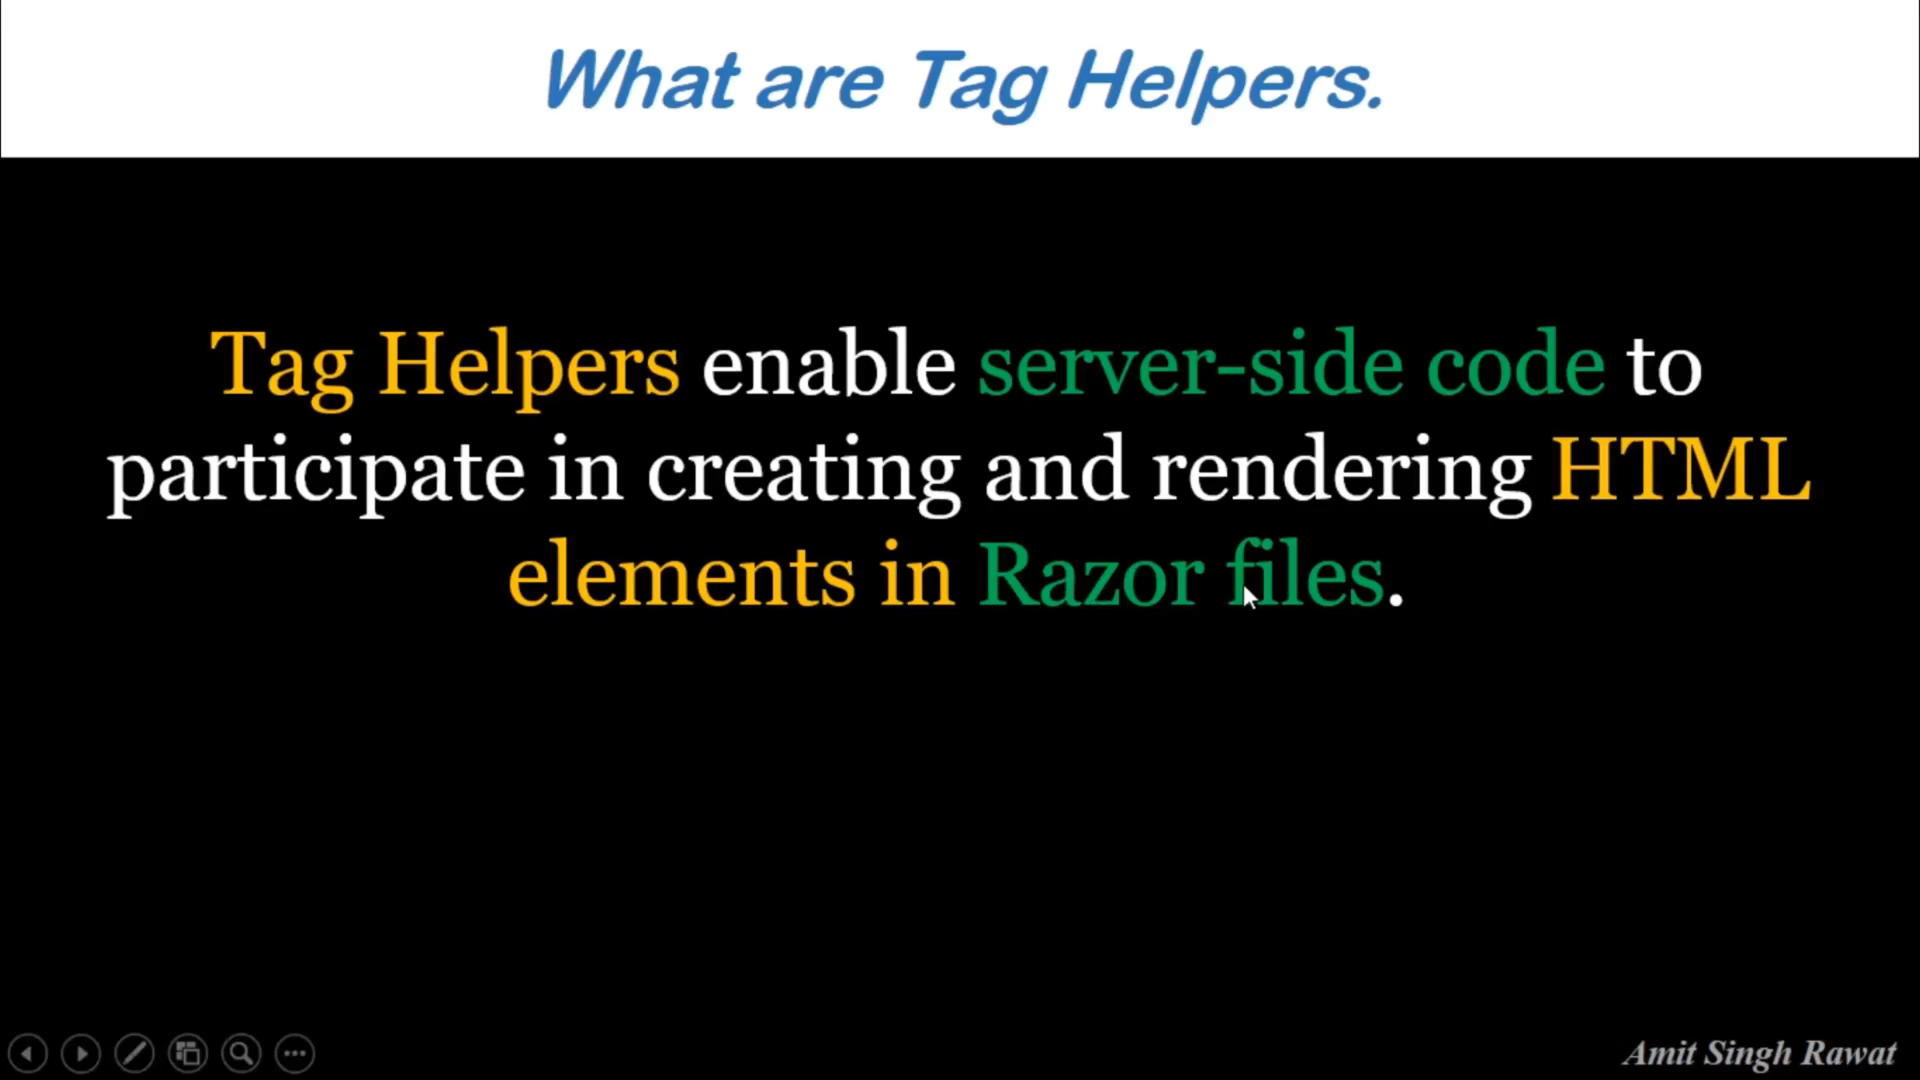 What are Tag Helpers.
Tag Helpers enable server-side code to
participate in creating and rendering HTML
elements in Razor files.
Amit Singh Rawat